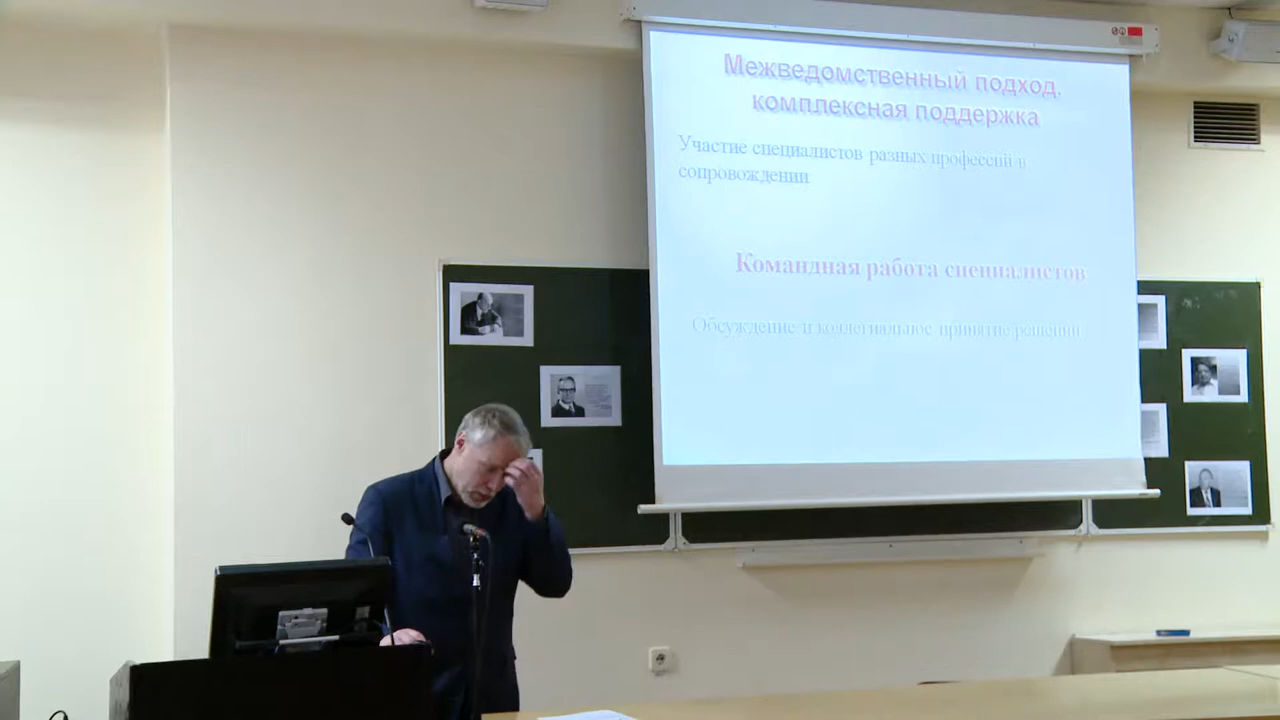 Межведомственный подход,
комплексная поддержка
Участие специалистов разных профессий в
сопровождении
Командная работа специалистов
Обсуждение и коллегиальное принятие решений